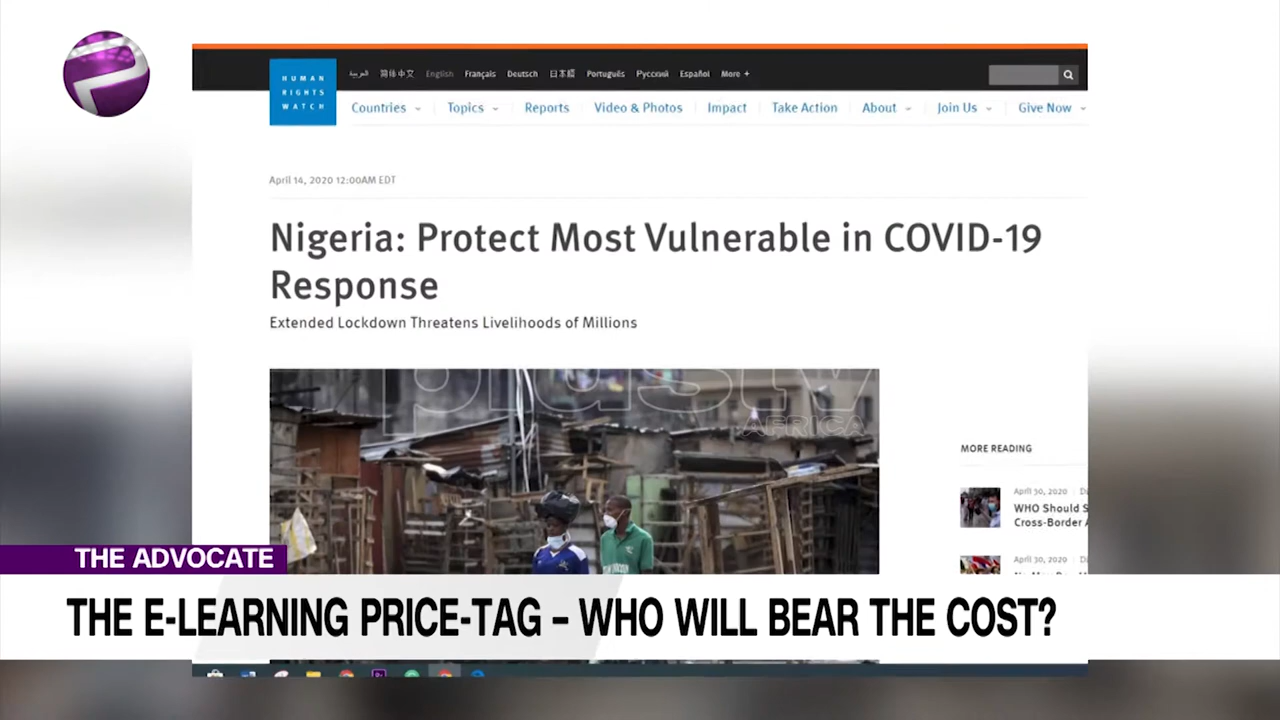 HUMAN
RIGHTS
WATCH
العربية 简体中文 English Français Deutsch 日本語 Português Русский Español More +
Countries Topics Reports Video & Photos Impact Take Action About Join Us Give Now
April 14, 2020 12:00AM EDT
Nigeria: Protect Most Vulnerable in COVID-19
Response
Extended Lockdown Threatens Livelihoods of Millions
plustv
AFRICA
MORE READING
April 30, 2020
WHO Should S
Cross-Border A
April 30, 2020
THE ADVOCATE
THE E-LEARNING PRICE-TAG – WHO WILL BEAR THE COST?